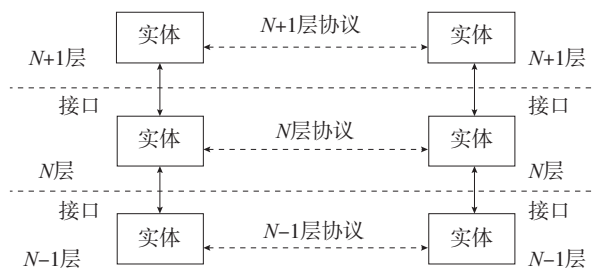 实体 N+1层协议 实体
N+1层 N+1层
接口 接口
实体 N层协议 实体
N层 N层
接口 接口
实体 N−1层协议 实体
N−1层 N−1层